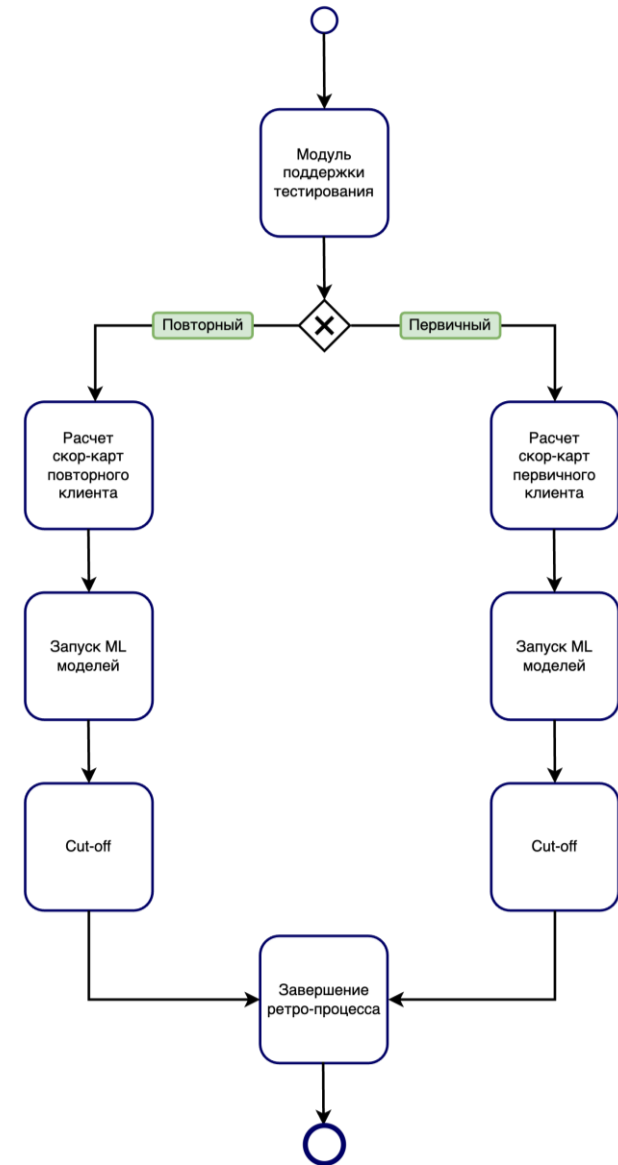 Модуль
поддержки
тестирования
Повторный
Первичный
Расчет
скор-карт
повторного
клиента
Расчет
скор-карт
первичного
клиента
Запуск ML
моделей
Запуск ML
моделей
Cut-off
Cut-off
Завершение
ретро-процесса